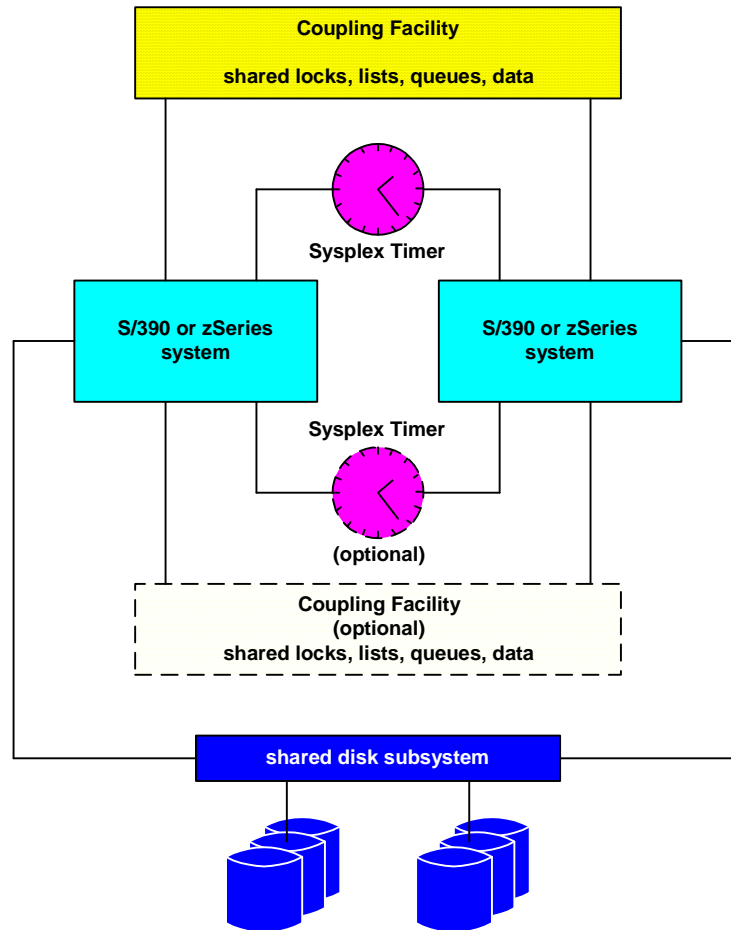 Coupling Facility
shared locks, lists, queues, data
Sysplex Timer
S/390 or zSeries
system
S/390 or zSeries
system
Sysplex Timer
(optional)
Coupling Facility
(optional)
shared locks, lists, queues, data
shared disk subsystem